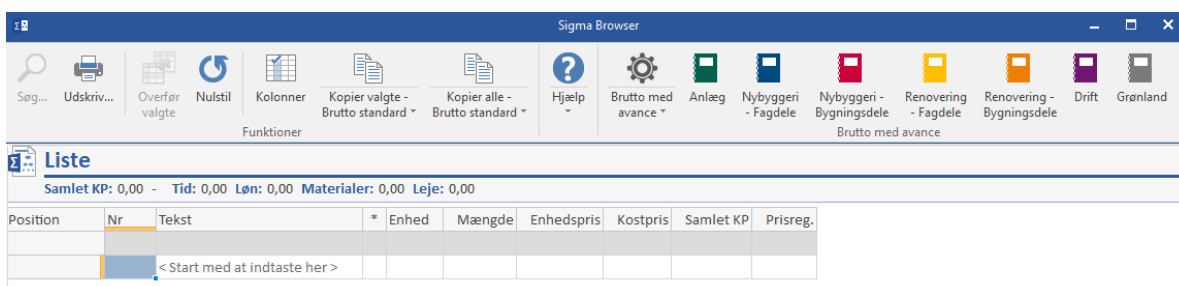 Sigma Browser
Søg...
Udskriv...
Overfør valgte
Nulstil
Kolonner
Kopier valgte - Brutto standard
Kopier alle - Brutto standard
Hjælp
Brutto med avance
Anlæg
Nybyggeri - Fagdele
Nybyggeri - Bygningsdele
Renovering - Fagdele
Renovering - Bygningsdele
Drift
Grønland
Funktioner
Brutto med avance
Liste
Samlet KP: 0,00 - Tid: 0,00 Løn: 0,00 Materialer: 0,00 Leje: 0,00
Position Nr Tekst * Enhed Mængde Enhedspris Kostpris Samlet KP Prisreg.
< Start med at indtaste her >